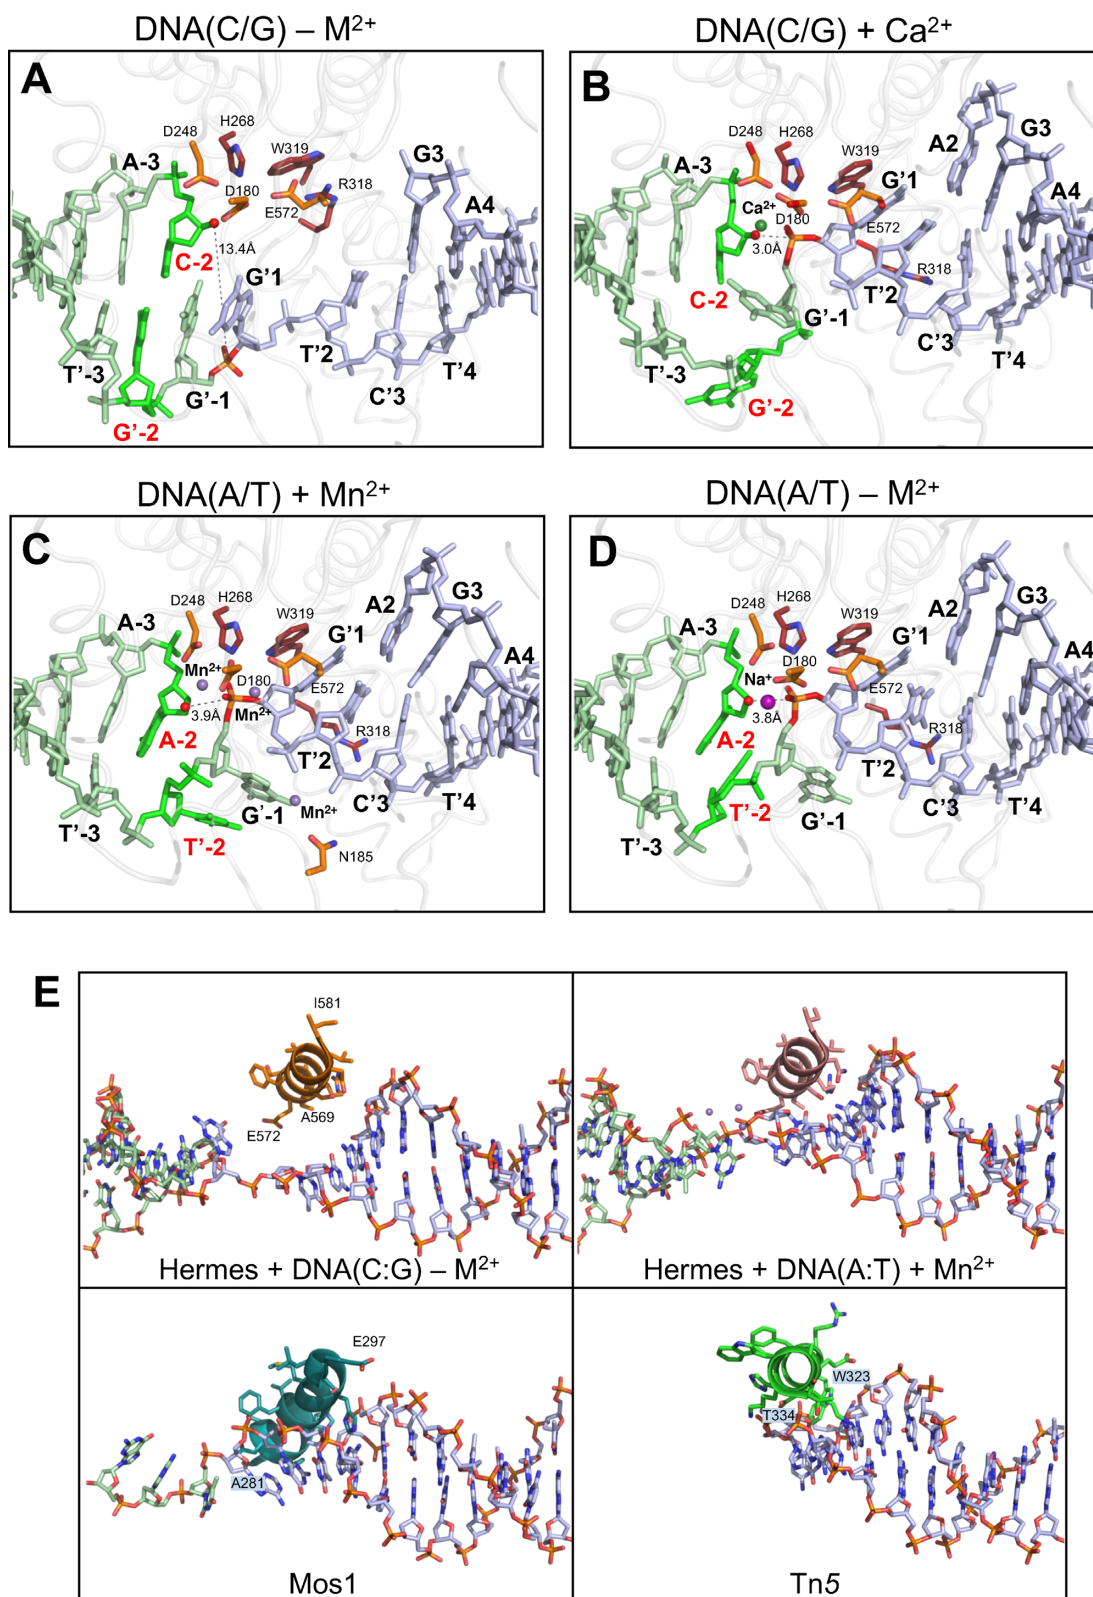 DNA(C/G) – M²⁺
DNA(C/G) + Ca²⁺
A
D248
H268
A-3
W319
G3
R318
D180
E572
A4
13.4Å
C-2
G'1
T'2
T'4
T'-3
G'-1
C'3
G'-2
B
D248
H268
A2
G3
A-3
W319
G'1
A4
Ca²⁺
D180
E572
3.0Å
R318
C-2
T'2
G'-1
C'3
T'4
T'-3
G'-2
DNA(A/T) + Mn²⁺
DNA(A/T) – M²⁺
C
D248
H268
A2
G3
A-3
W319
G'1
A4
Mn²⁺
D180
E572
3.9Å
Mn²⁺
R318
A-2
T'2
G'-1
Mn²⁺
C'3
T'4
T'-3
T'-2
N185
D
D248
H268
A2
G3
A-3
W319
G'1
A4
D180
Na⁺
E572
3.8Å
R318
A-2
T'2
T'-2
C'3
T'4
G'-1
T'-3
E
I581
A569
E572
Hermes + DNA(C:G) – M²⁺
Hermes + DNA(A:T) + Mn²⁺
E297
A281
Mos1
W323
T334
Tn5